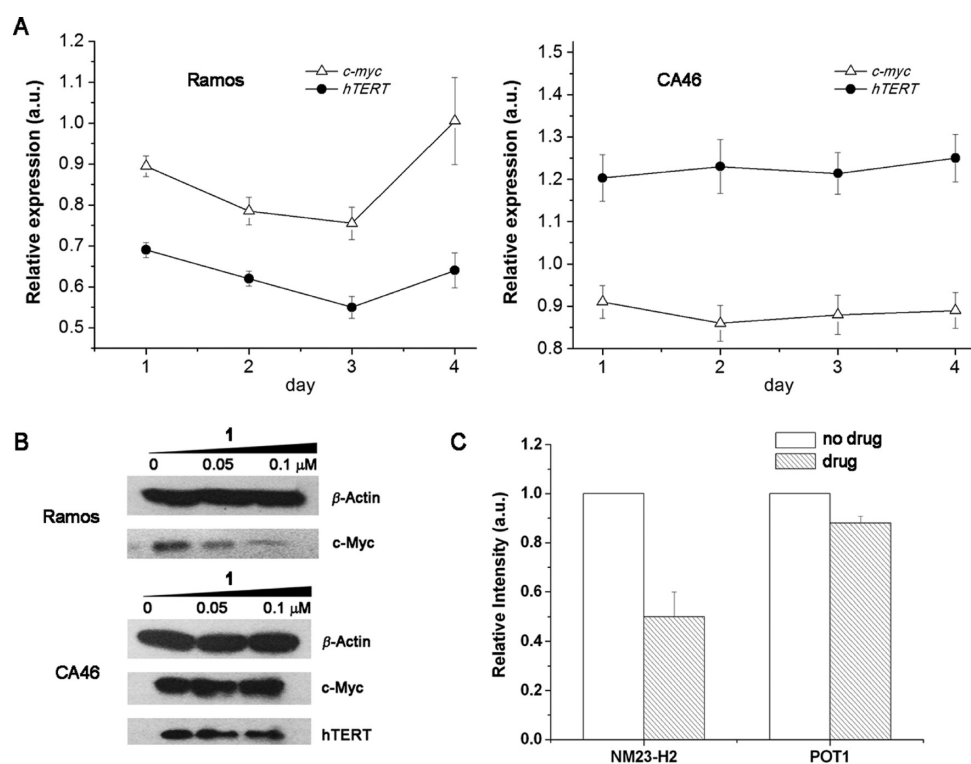 A
Relative expression (a.u.)
1.2
1.1
1.0
0.9
0.8
0.7
0.6
0.5
Ramos
c-myc
hTERT
1 2 3 4
day
Relative expression (a.u.)
1.5
1.4
1.3
1.2
1.1
1.0
0.9
0.8
CA46
c-myc
hTERT
1 2 3 4
day
B
1
0 0.05 0.1 μM
Ramos
β-Actin
c-Myc
1
0 0.05 0.1 μM
CA46
β-Actin
c-Myc
hTERT
C
Relative Intensity (a.u.)
1.2
1.0
0.8
0.6
0.4
0.2
0.0
no drug
drug
NM23-H2 POT1